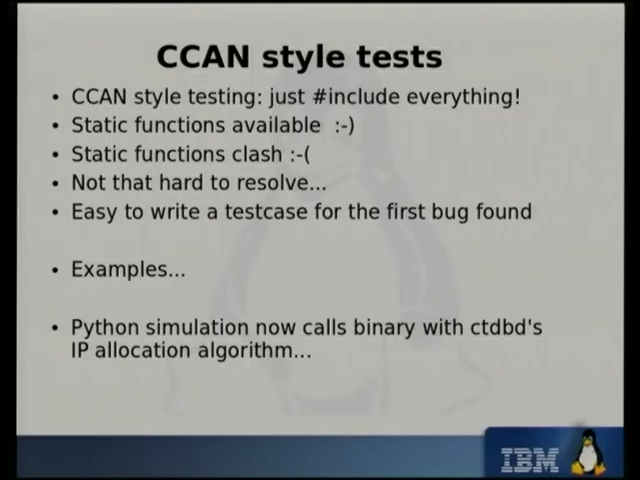 CCAN style tests
• CCAN style testing: just #include everything!
• Static functions available  :-)
• Static functions clash :-(
• Not that hard to resolve...
• Easy to write a testcase for the first bug found
• Examples...
• Python simulation now calls binary with ctdbd's
IP allocation algorithm...
IBM